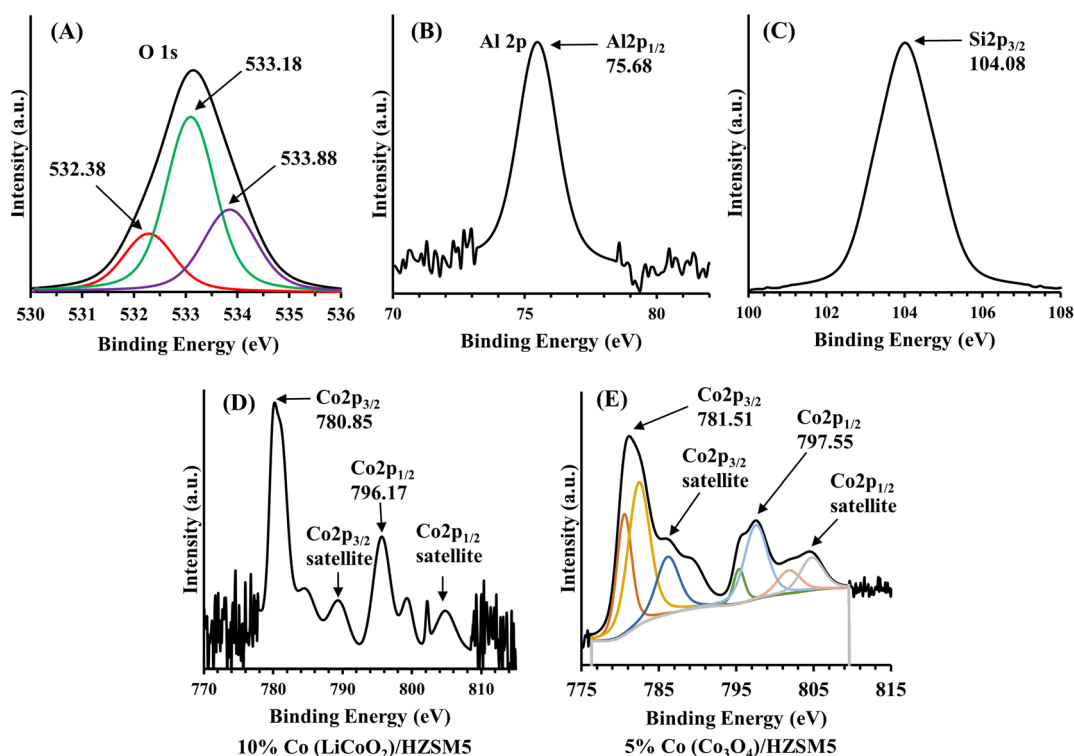 (A)
O 1s
533.18
533.88
532.38
Intensity (a.u.)
530 531 532 533 534 535 536
Binding Energy (eV)
(B)
Al 2p
Al2p1/2
75.68
Intensity (a.u.)
70 75 80
Binding Energy (eV)
(C)
Si2p3/2
104.08
Intensity (a.u.)
100 102 104 106 108
Binding Energy (eV)
(D)
Co2p3/2
780.85
Co2p1/2
796.17
Co2p3/2
satellite
Co2p1/2
satellite
Intensity (a.u.)
770 780 790 800 810
Binding Energy (eV)
10% Co (LiCoO2)/HZSM5
(E)
Co2p3/2
781.51
Co2p1/2
797.55
Co2p3/2
satellite
Co2p1/2
satellite
Intensity (a.u.)
775 785 795 805 815
Binding Energy (eV)
5% Co (Co3O4)/HZSM5